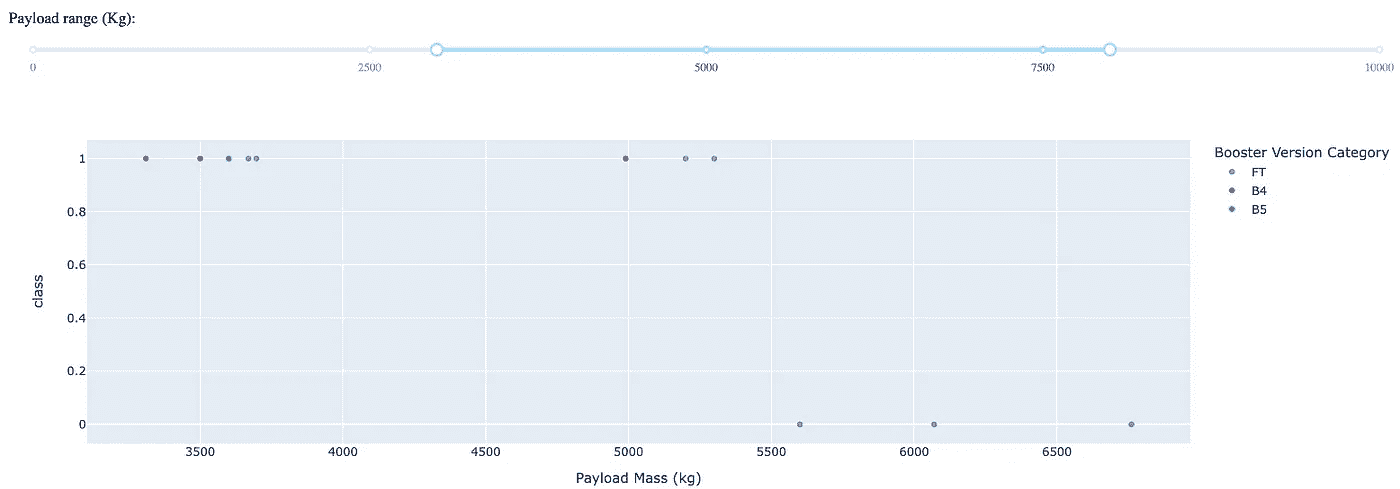 Payload range (Kg):
0 2500 5000 7500 10000
Booster Version Category
FT
B4
B5
1
0.8
0.6
0.4
0.2
0
class
3500 4000 4500 5000 5500 6000 6500
Payload Mass (kg)